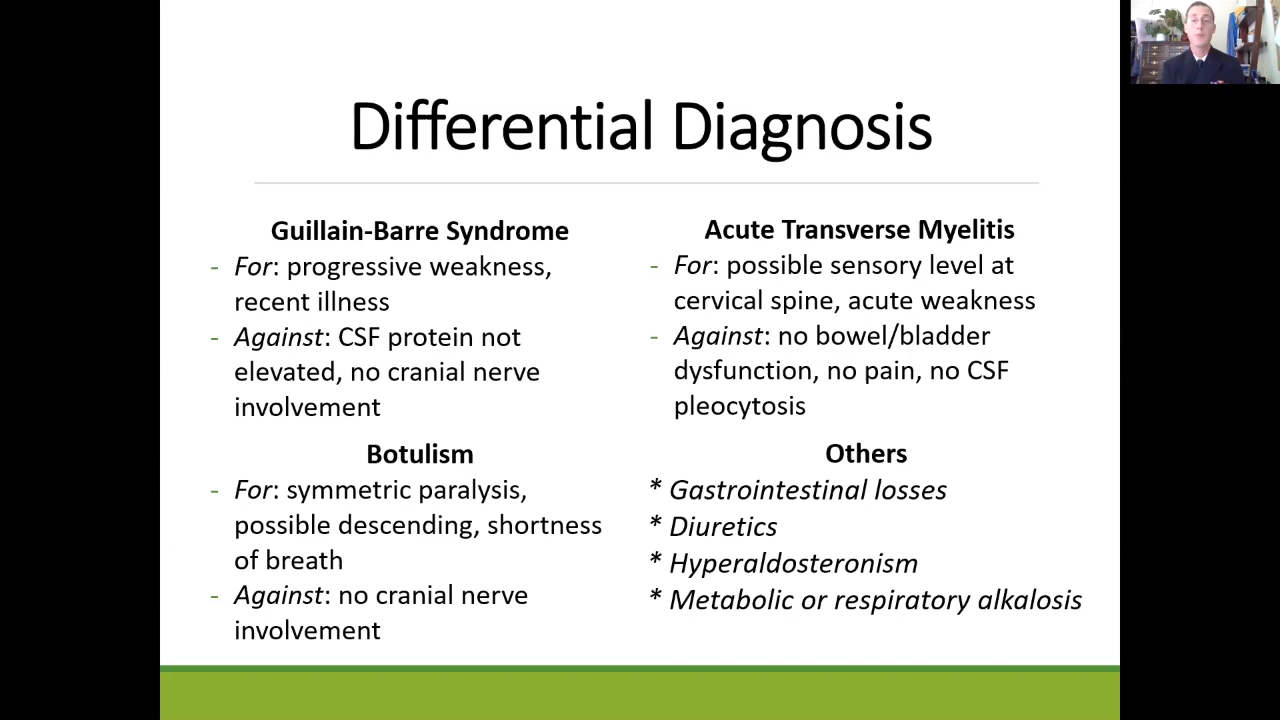 Differential Diagnosis
Guillain-Barre Syndrome
- For: progressive weakness,
recent illness
- Against: CSF protein not
elevated, no cranial nerve
involvement
Botulism
- For: symmetric paralysis,
possible descending, shortness
of breath
- Against: no cranial nerve
involvement
Acute Transverse Myelitis
- For: possible sensory level at
cervical spine, acute weakness
- Against: no bowel/bladder
dysfunction, no pain, no CSF
pleocytosis
Others
* Gastrointestinal losses
* Diuretics
* Hyperaldosteronism
* Metabolic or respiratory alkalosis